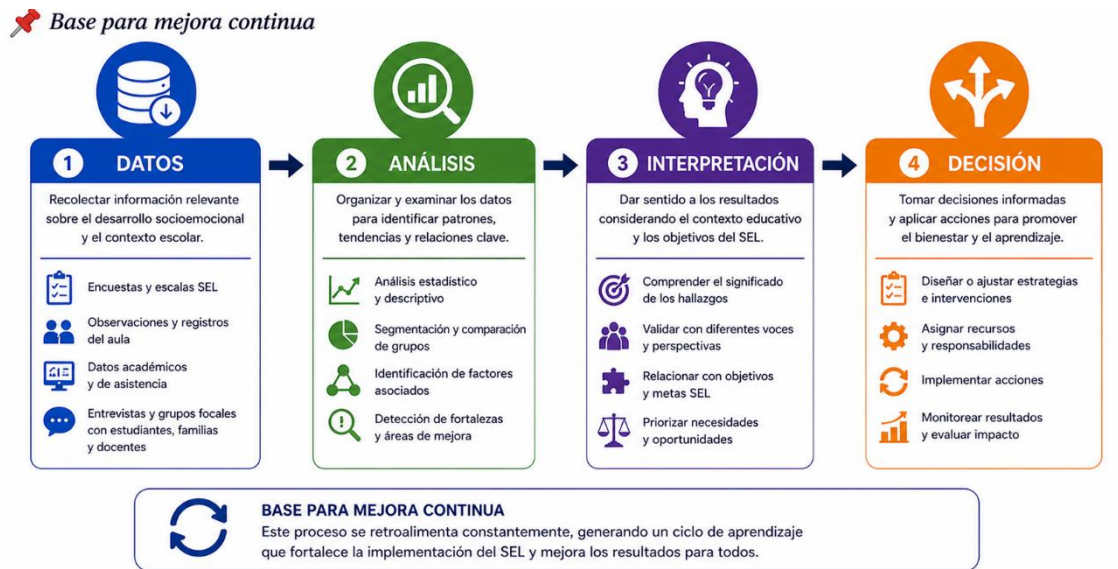 Base para mejora continua
1 DATOS
Recolectar información relevante
sobre el desarrollo socioemocional
y el contexto escolar.
Encuestas y escalas SEL
Observaciones y registros
del aula
Datos académicos
y de asistencia
Entrevistas y grupos focales
con estudiantes, familias
y docentes
2 ANÁLISIS
Organizar y examinar los datos
para identificar patrones,
tendencias y relaciones clave.
Análisis estadístico
y descriptivo
Segmentación y comparación
de grupos
Identificación de factores
asociados
Detección de fortalezas
y áreas de mejora
3 INTERPRETACIÓN
Dar sentido a los resultados
considerando el contexto educativo
y los objetivos del SEL.
Comprender el significado
de los hallazgos
Validar con diferentes voces
y perspectivas
Relacionar con objetivos
y metas SEL
Priorizar necesidades
y oportunidades
4 DECISIÓN
Tomar decisiones informadas
y aplicar acciones para promover
el bienestar y el aprendizaje.
Diseñar o ajustar estrategias
e intervenciones
Asignar recursos
y responsabilidades
Implementar acciones
Monitorear resultados
y evaluar impacto
BASE PARA MEJORA CONTINUA
Este proceso se retroalimenta constantemente, generando un ciclo de aprendizaje
que fortalece la implementación del SEL y mejora los resultados para todos.